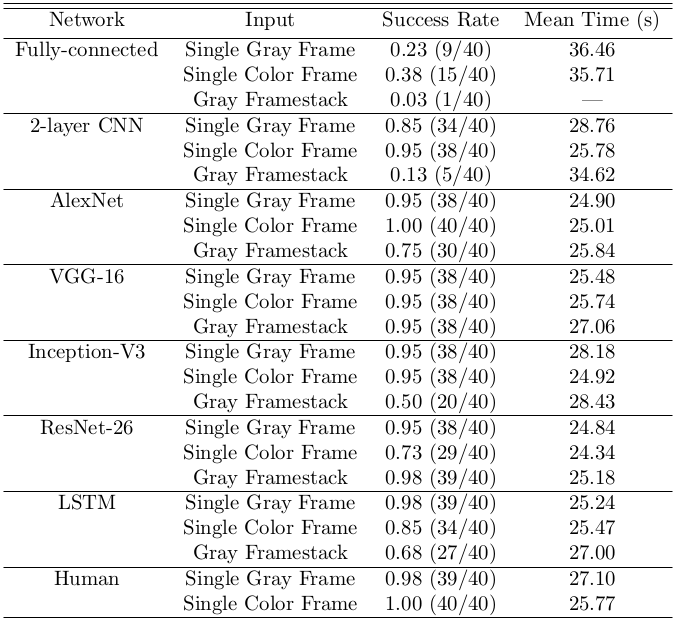 Network Input Success Rate Mean Time (s)
Fully-connected Single Gray Frame 0.23 (9/40) 36.46
Single Color Frame 0.38 (15/40) 35.71
Gray Framestack 0.03 (1/40) —
2-layer CNN Single Gray Frame 0.85 (34/40) 28.76
Single Color Frame 0.95 (38/40) 25.78
Gray Framestack 0.13 (5/40) 34.62
AlexNet Single Gray Frame 0.95 (38/40) 24.90
Single Color Frame 1.00 (40/40) 25.01
Gray Framestack 0.75 (30/40) 25.84
VGG-16 Single Gray Frame 0.95 (38/40) 25.48
Single Color Frame 0.95 (38/40) 25.74
Gray Framestack 0.95 (38/40) 27.06
Inception-V3 Single Gray Frame 0.95 (38/40) 28.18
Single Color Frame 0.95 (38/40) 24.92
Gray Framestack 0.50 (20/40) 28.43
ResNet-26 Single Gray Frame 0.95 (38/40) 24.84
Single Color Frame 0.73 (29/40) 24.34
Gray Framestack 0.98 (39/40) 25.18
LSTM Single Gray Frame 0.98 (39/40) 25.24
Single Color Frame 0.85 (34/40) 25.47
Gray Framestack 0.68 (27/40) 27.00
Human Single Gray Frame 0.98 (39/40) 27.10
Single Color Frame 1.00 (40/40) 25.77